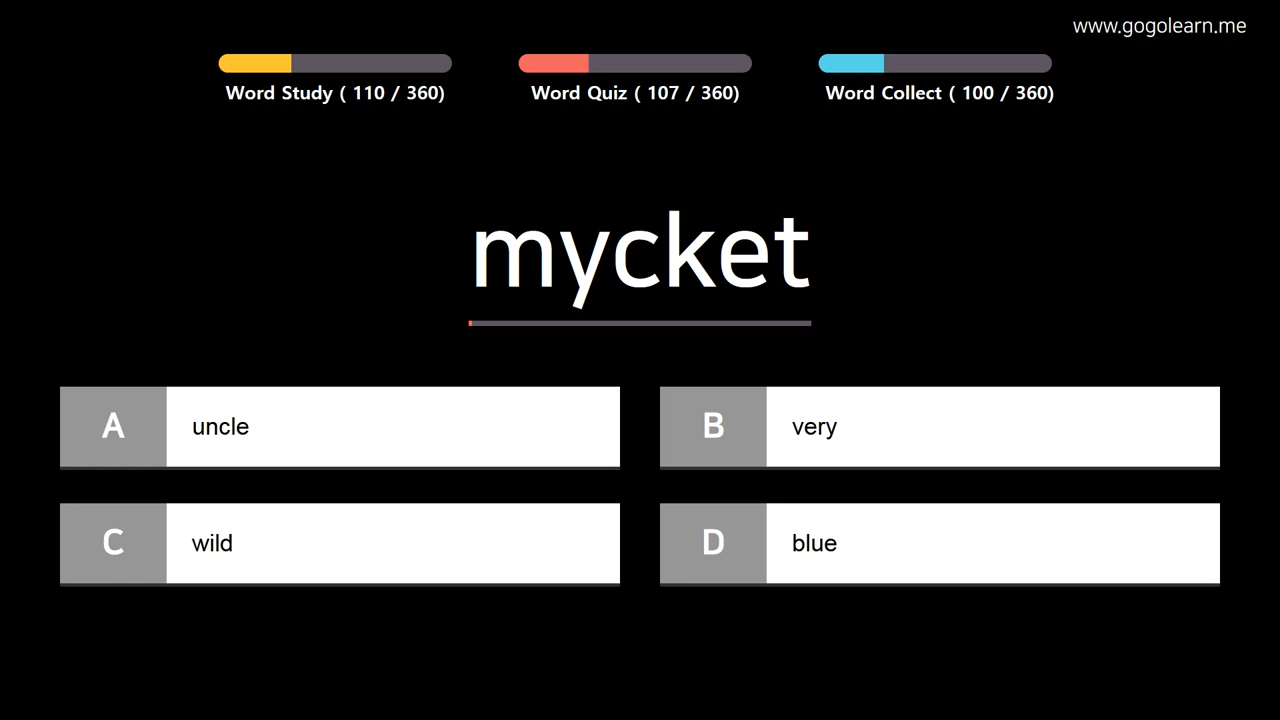 www.gogolearn.me
Word Study ( 110 / 360)
Word Quiz ( 107 / 360)
Word Collect ( 100 / 360)
mycket
A uncle
B very
C wild
D blue